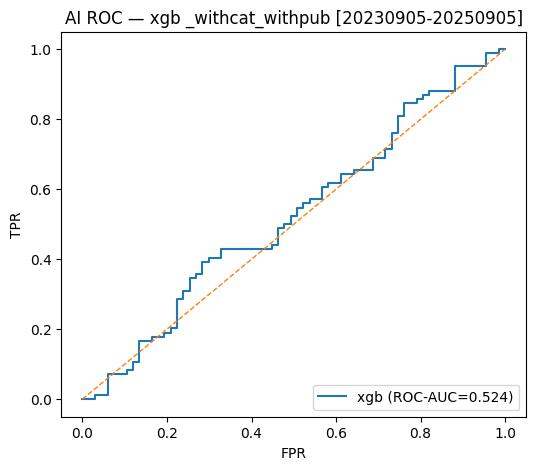 AI ROC — xgb _withcat_withpub [20230905-20250905]
1.0
0.8
0.6
0.4
0.2
0.0
TPR
xgb (ROC-AUC=0.524)
0.0 0.2 0.4 0.6 0.8 1.0
FPR